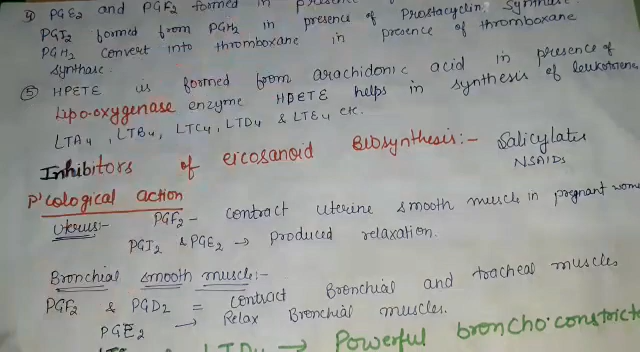 ④ PGE2 and PGF2 formed in
PGI2 formed from PGH2 in presence of Prostacyclin Synthase
PGH2 convert into thromboxane in presence of thromboxane
Synthase.
⑤ HPETE is formed from arachidonic acid in presence of
Lipo-oxygenase enzyme HPETE helps in synthesis of leukotriene
LTA4, LTB4, LTC4, LTD4 & LTE4 etc.
Inhibitors of eicosanoid Biosynthesis:- Salicylates
NSAIDs
P'cological action
Uterus:- PGF2 - contract uterine smooth muscle in pregnant
PGI2 & PGE2 → Produced relaxation.
Bronchial smooth muscle:-
PGF2 & PGD2 = contract Bronchial and tracheal muscles
PGE2 → Relax Bronchial muscles.
LTD4 → Powerful broncho.constricto